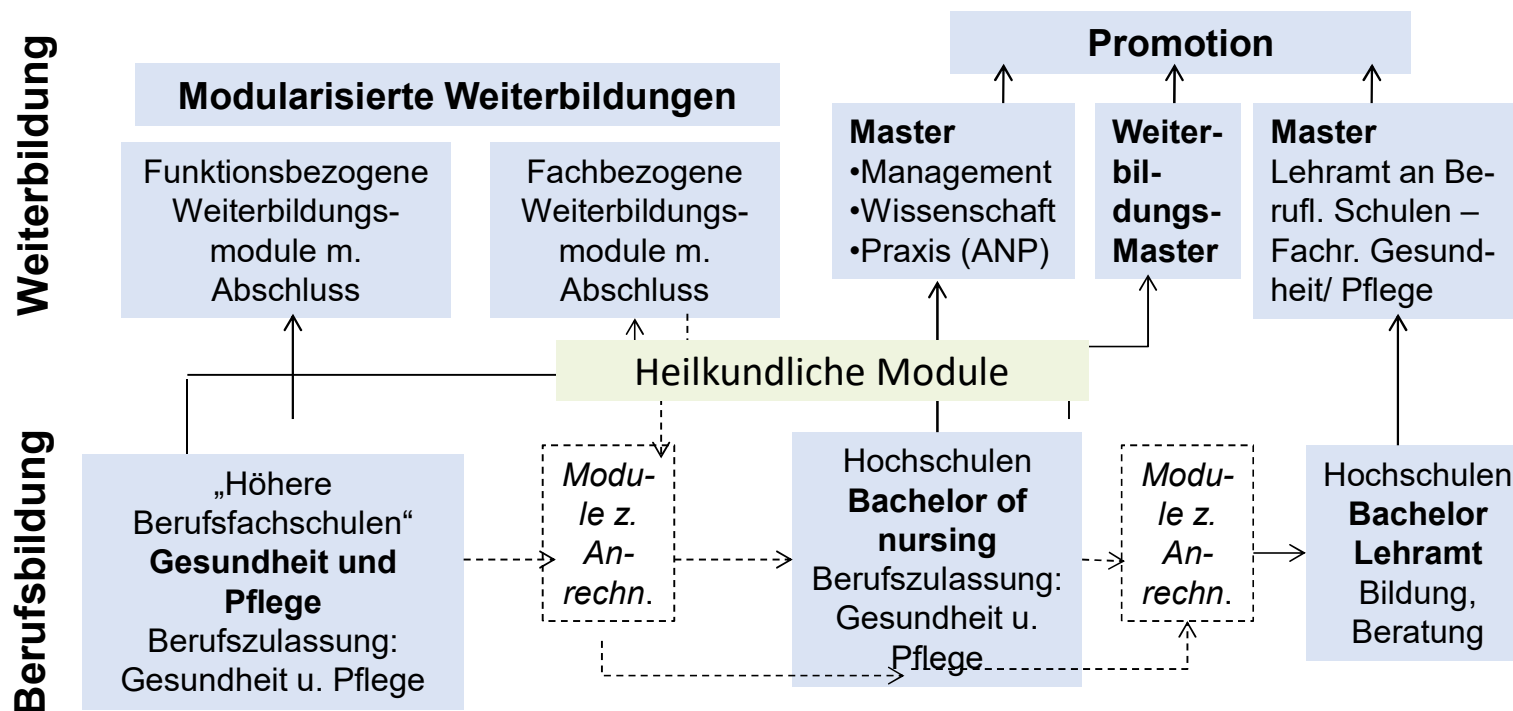 Weiterbildung
Promotion
Modularisierte Weiterbildungen
Funktionsbezogene
Weiterbildungs-
module m.
Abschluss
Fachbezogene
Weiterbildungs-
module m.
Abschluss
Master
•Management
•Wissenschaft
•Praxis (ANP)
Weiter-
bil-
dungs-
Master
Master
Lehramt an Be-
rufl. Schulen –
Fachr. Gesund-
heit/ Pflege
Heilkundliche Module
Berufsbildung
„Höhere
Berufsfachschulen“
Gesundheit und
Pflege
Berufszulassung:
Gesundheit u. Pflege
Modu-
le z.
An-
rechn.
Hochschulen
Bachelor of
nursing
Berufszulassung:
Gesundheit u.
Pflege
Modu-
le z.
An-
rechn.
Hochschulen
Bachelor
Lehramt
Bildung,
Beratung